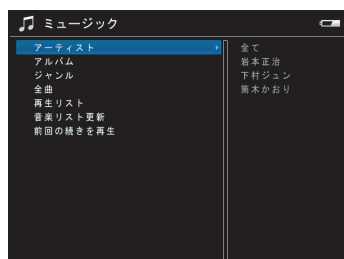 ミュージック
アーティスト
アルバム
ジャンル
全曲
再生リスト
音楽リスト更新
前回の続きを再生
全て
岩本正治
下村ジュン
筒木かおり